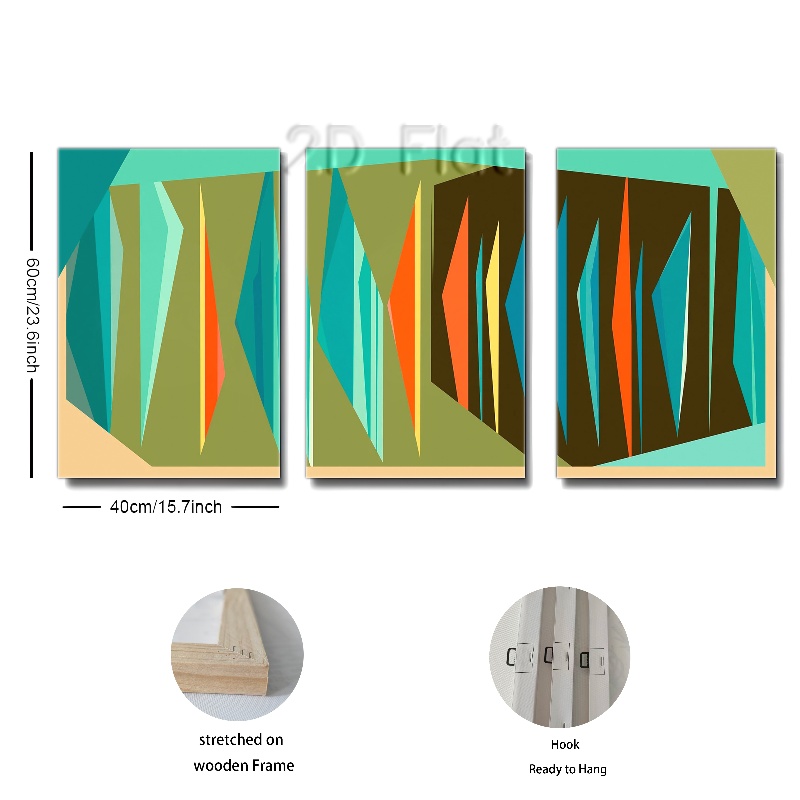 2D Flat
60cm/23.6inch
40cm/15.7inch
stretched on
wooden Frame
Hook
Ready to Hang